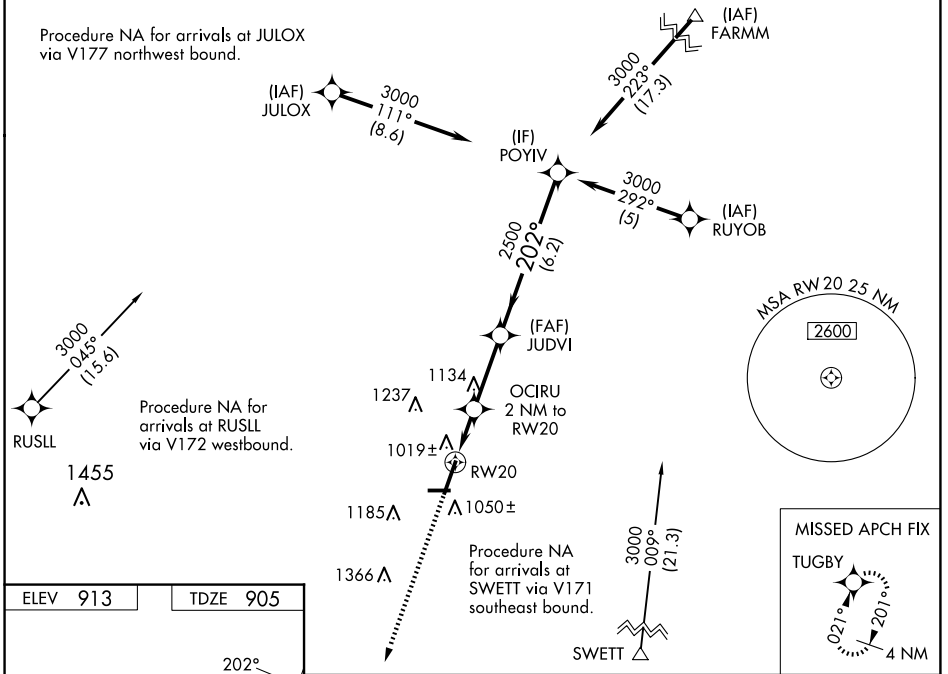 Procedure NA for arrivals at JULOX
via V177 northwest bound.
(IAF)
FARMM
3000
223°
(17.3)
(IAF)
JULOX
3000
111°
(8.6)
(IF)
POYIV
3000
292°
(5)
(IAF)
RUYOB
2500
202°
(6.2)
MSA RW20 25 NM
2600
(FAF)
JUDVI
3000
045°
(15.6)
RUSLL
1134
1237
OCIRU
2 NM to
RW20
Procedure NA for
arrivals at RUSLL
via V172 westbound.
1019±
RW20
1455
1185
1050±
1366
Procedure NA
for arrivals at
SWETT via V171
southeast bound.
3000
009°
(21.3)
SWETT
MISSED APCH FIX
TUGBY
021°
201°
4 NM
ELEV 913
TDZE 905
202°